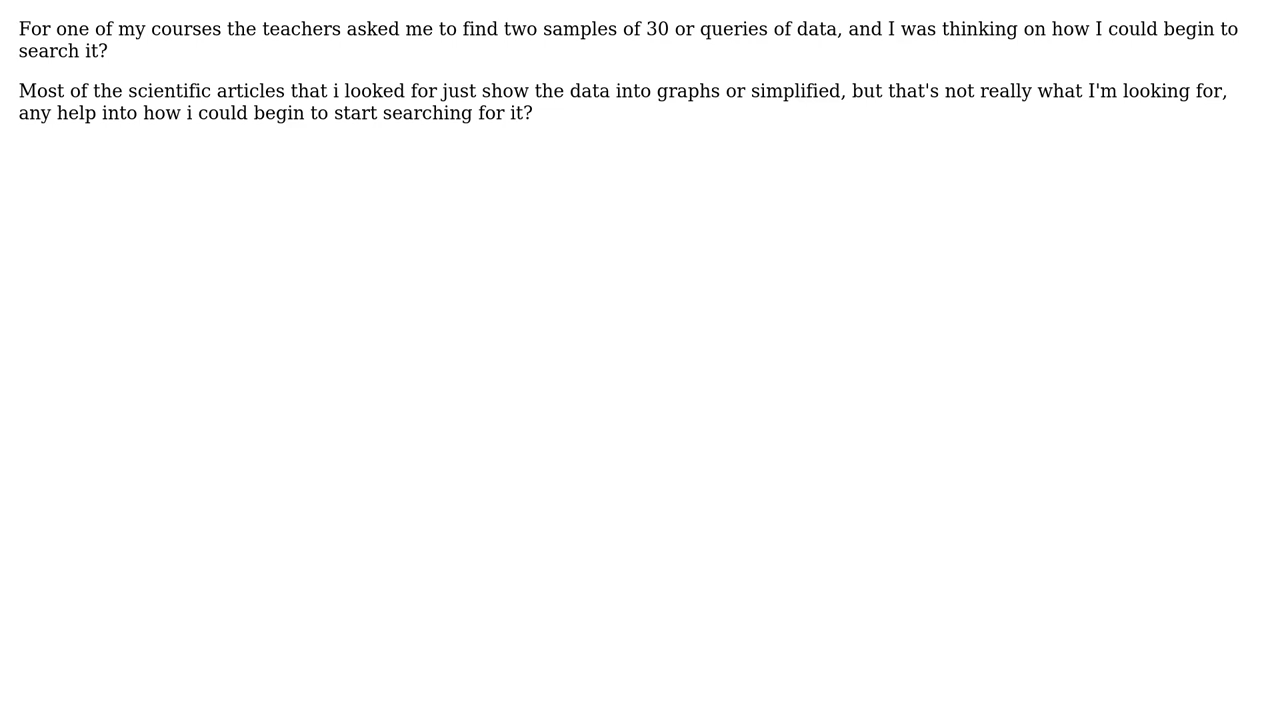 For one of my courses the teachers asked me to find two samples of 30 or queries of data, and I was thinking on how I could begin to
search it?
Most of the scientific articles that i looked for just show the data into graphs or simplified, but that's not really what I'm looking for,
any help into how i could begin to start searching for it?